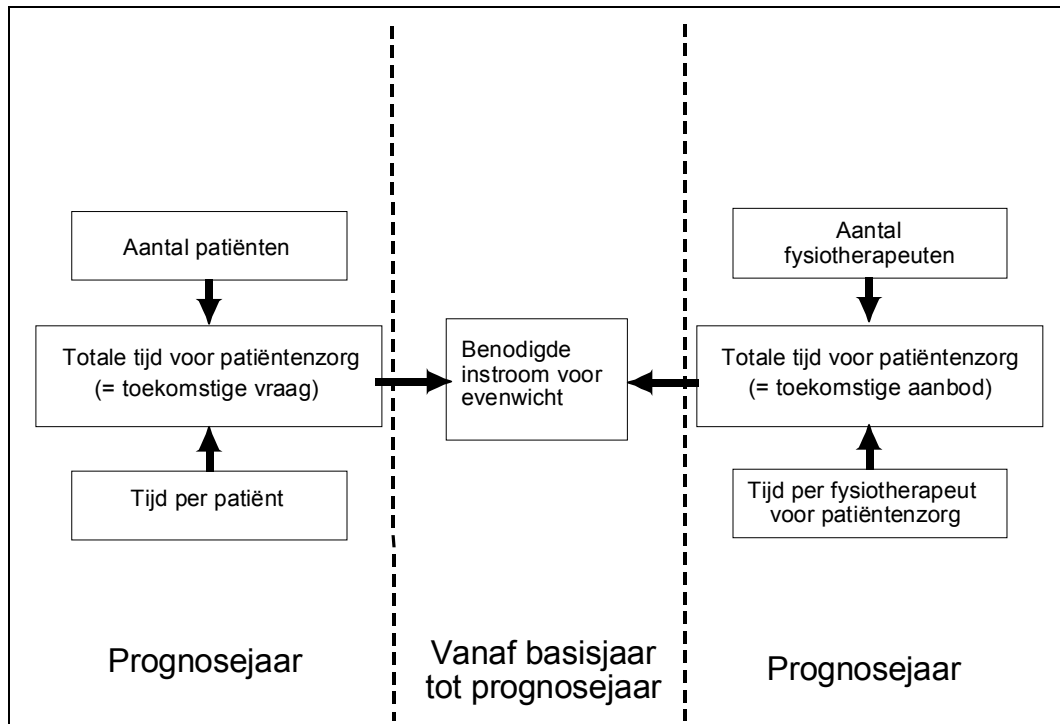 Aantal patiënten
Totale tijd voor patiëntenzorg
(= toekomstige vraag)
Tijd per patiënt
Prognosejaar
Benodigde
instroom voor
evenwicht
Vanaf basisjaar
tot prognosejaar
Aantal
fysiotherapeuten
Totale tijd voor patiëntenzorg
(= toekomstige aanbod)
Tijd per fysiotherapeut
voor patiëntenzorg
Prognosejaar